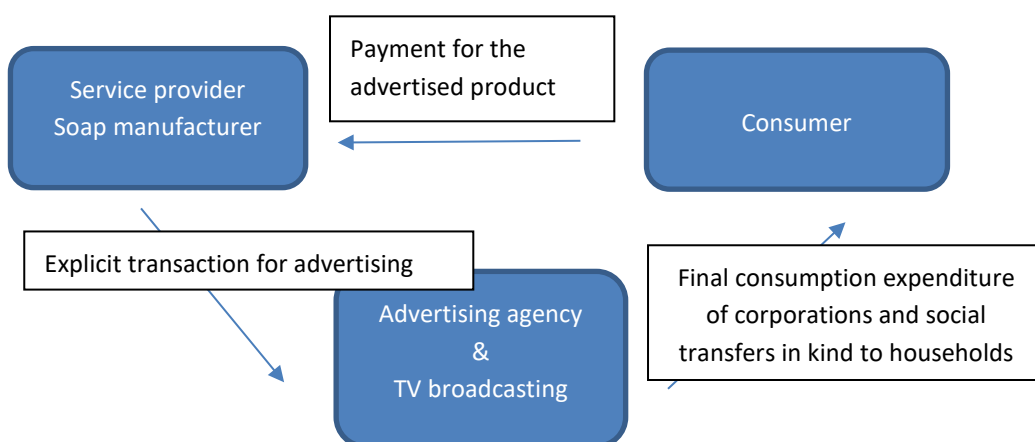 Payment for the
advertised product
Service provider
Soap manufacturer
Consumer
Explicit transaction for advertising
Final consumption expenditure
of corporations and social
transfers in kind to households
Advertising agency
&
TV broadcasting